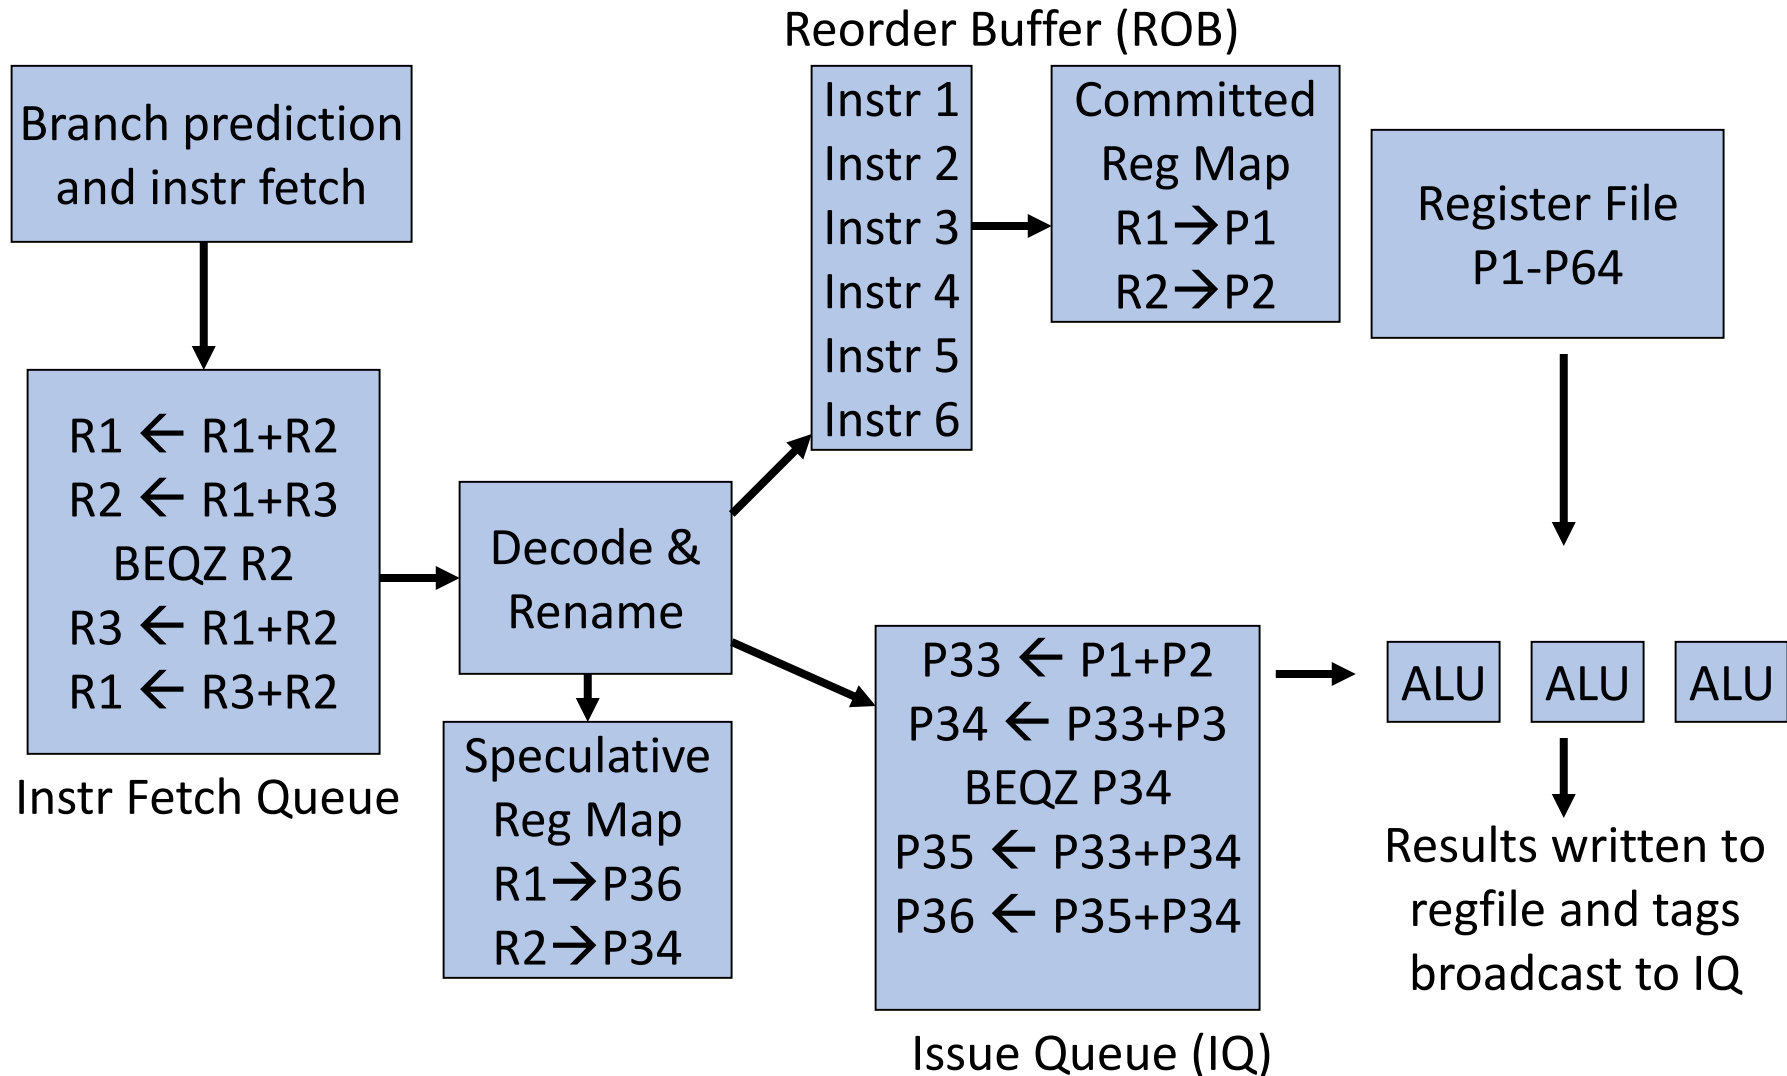 Reorder Buffer (ROB)
Branch prediction
and instr fetch
Instr 1
Instr 2
Instr 3
Instr 4
Instr 5
Instr 6
Committed
Reg Map
R1→P1
R2→P2
Register File
P1-P64
R1 ← R1+R2
R2 ← R1+R3
BEQZ R2
R3 ← R1+R2
R1 ← R3+R2
Instr Fetch Queue
Decode &
Rename
Speculative
Reg Map
R1→P36
R2→P34
P33 ← P1+P2
P34 ← P33+P3
BEQZ P34
P35 ← P33+P34
P36 ← P35+P34
Issue Queue (IQ)
ALU
ALU
ALU
Results written to
regfile and tags
broadcast to IQ